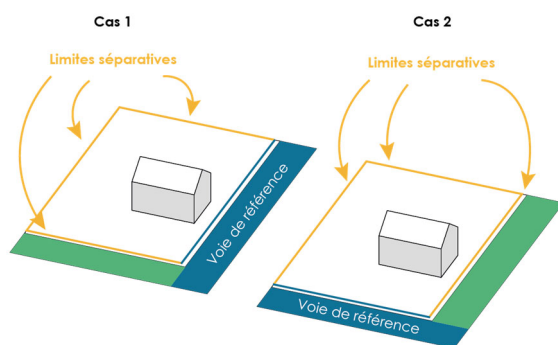 Cas 1
Limites séparatives
Voie de référence
Cas 2
Limites séparatives
Voie de référence